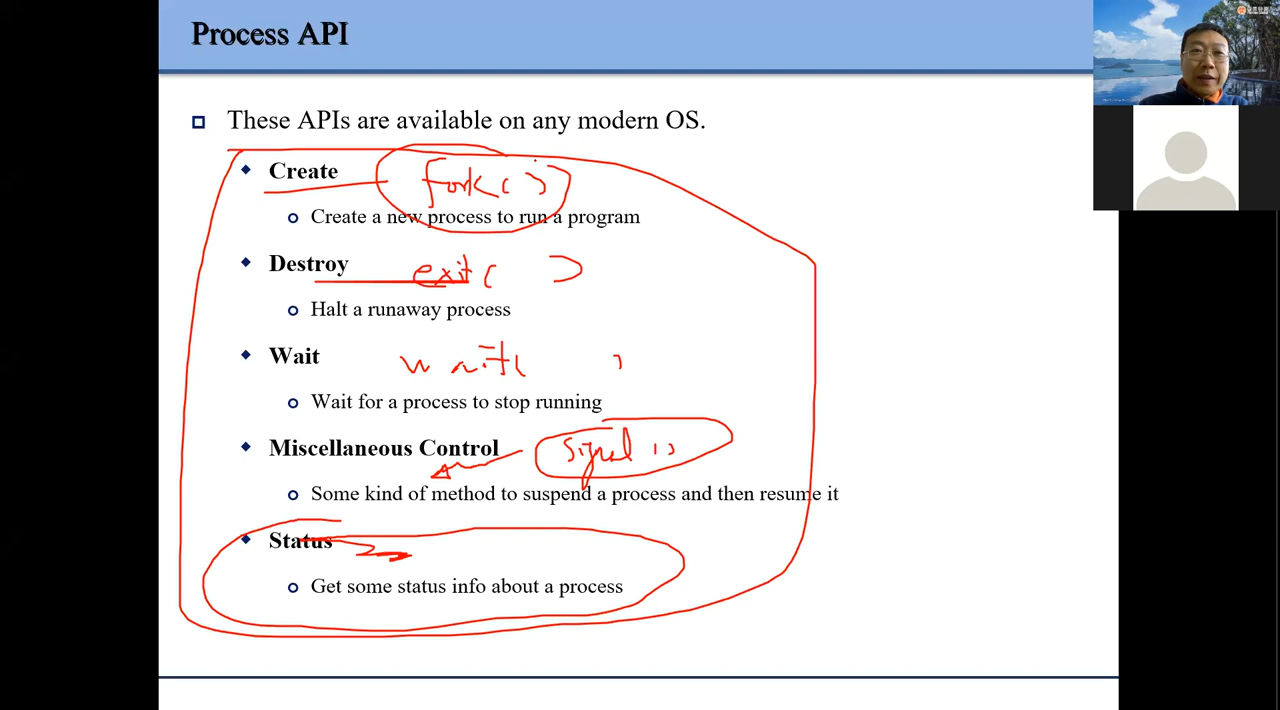 Process API
These APIs are available on any modern OS.
Create fork( )
Create a new process to run a program
Destroy exit( )
Halt a runaway process
Wait wait( )
Wait for a process to stop running
Miscellaneous Control signal ( )
Some kind of method to suspend a process and then resume it
Status
Get some status info about a process